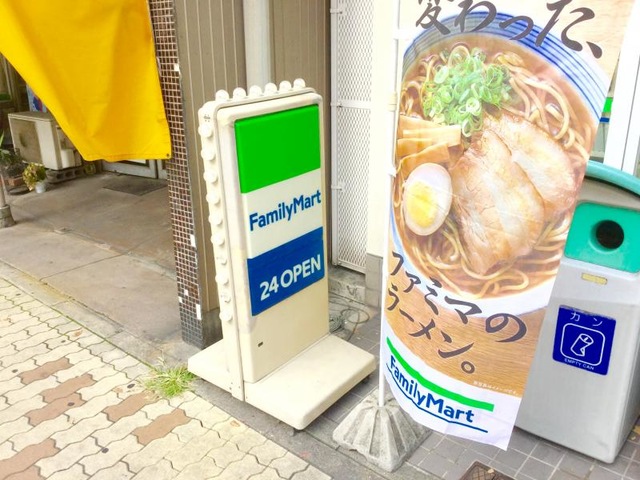 FamilyMart
24 OPEN
変わった、
ファミマの
ラーメン。
FamilyMart
カン
EMPTY CAN